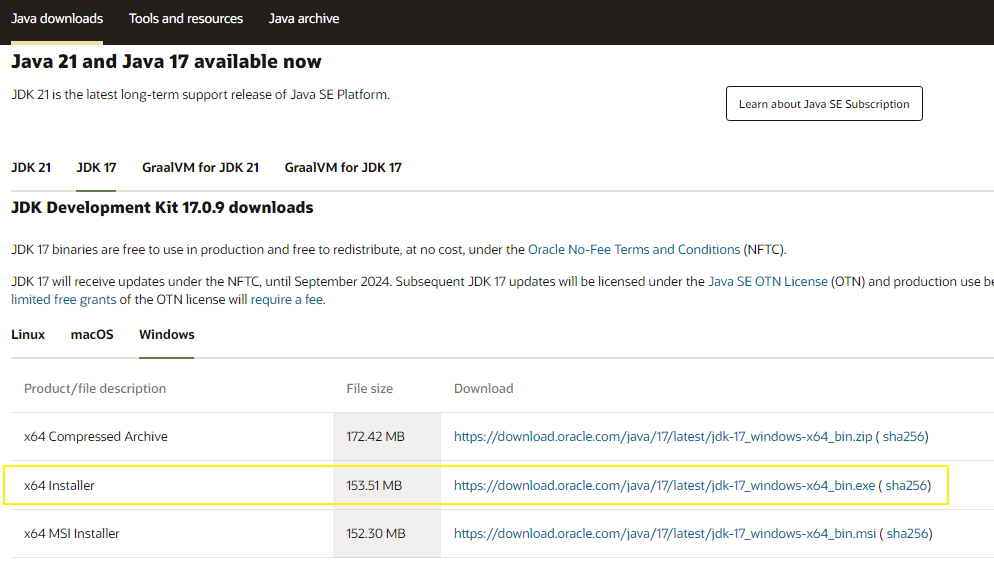 Java downloads Tools and resources Java archive
Java 21 and Java 17 available now
JDK 21 is the latest long-term support release of Java SE Platform.
Learn about Java SE Subscription
JDK 21 JDK 17 GraalVM for JDK 21 GraalVM for JDK 17
JDK Development Kit 17.0.9 downloads
JDK 17 binaries are free to use in production and free to redistribute, at no cost, under the Oracle No-Fee Terms and Conditions (NFTC).
JDK 17 will receive updates under the NFTC, until September 2024. Subsequent JDK 17 updates will be licensed under the Java SE OTN License (OTN) and production use be
limited free grants of the OTN license will require a fee.
Linux macOS Windows
Product/file description File size Download
x64 Compressed Archive 172.42 MB https://download.oracle.com/java/17/latest/jdk-17_windows-x64_bin.zip ( sha256)
x64 Installer 153.51 MB https://download.oracle.com/java/17/latest/jdk-17_windows-x64_bin.exe ( sha256)
x64 MSI Installer 152.30 MB https://download.oracle.com/java/17/latest/jdk-17_windows-x64_bin.msi ( sha256)